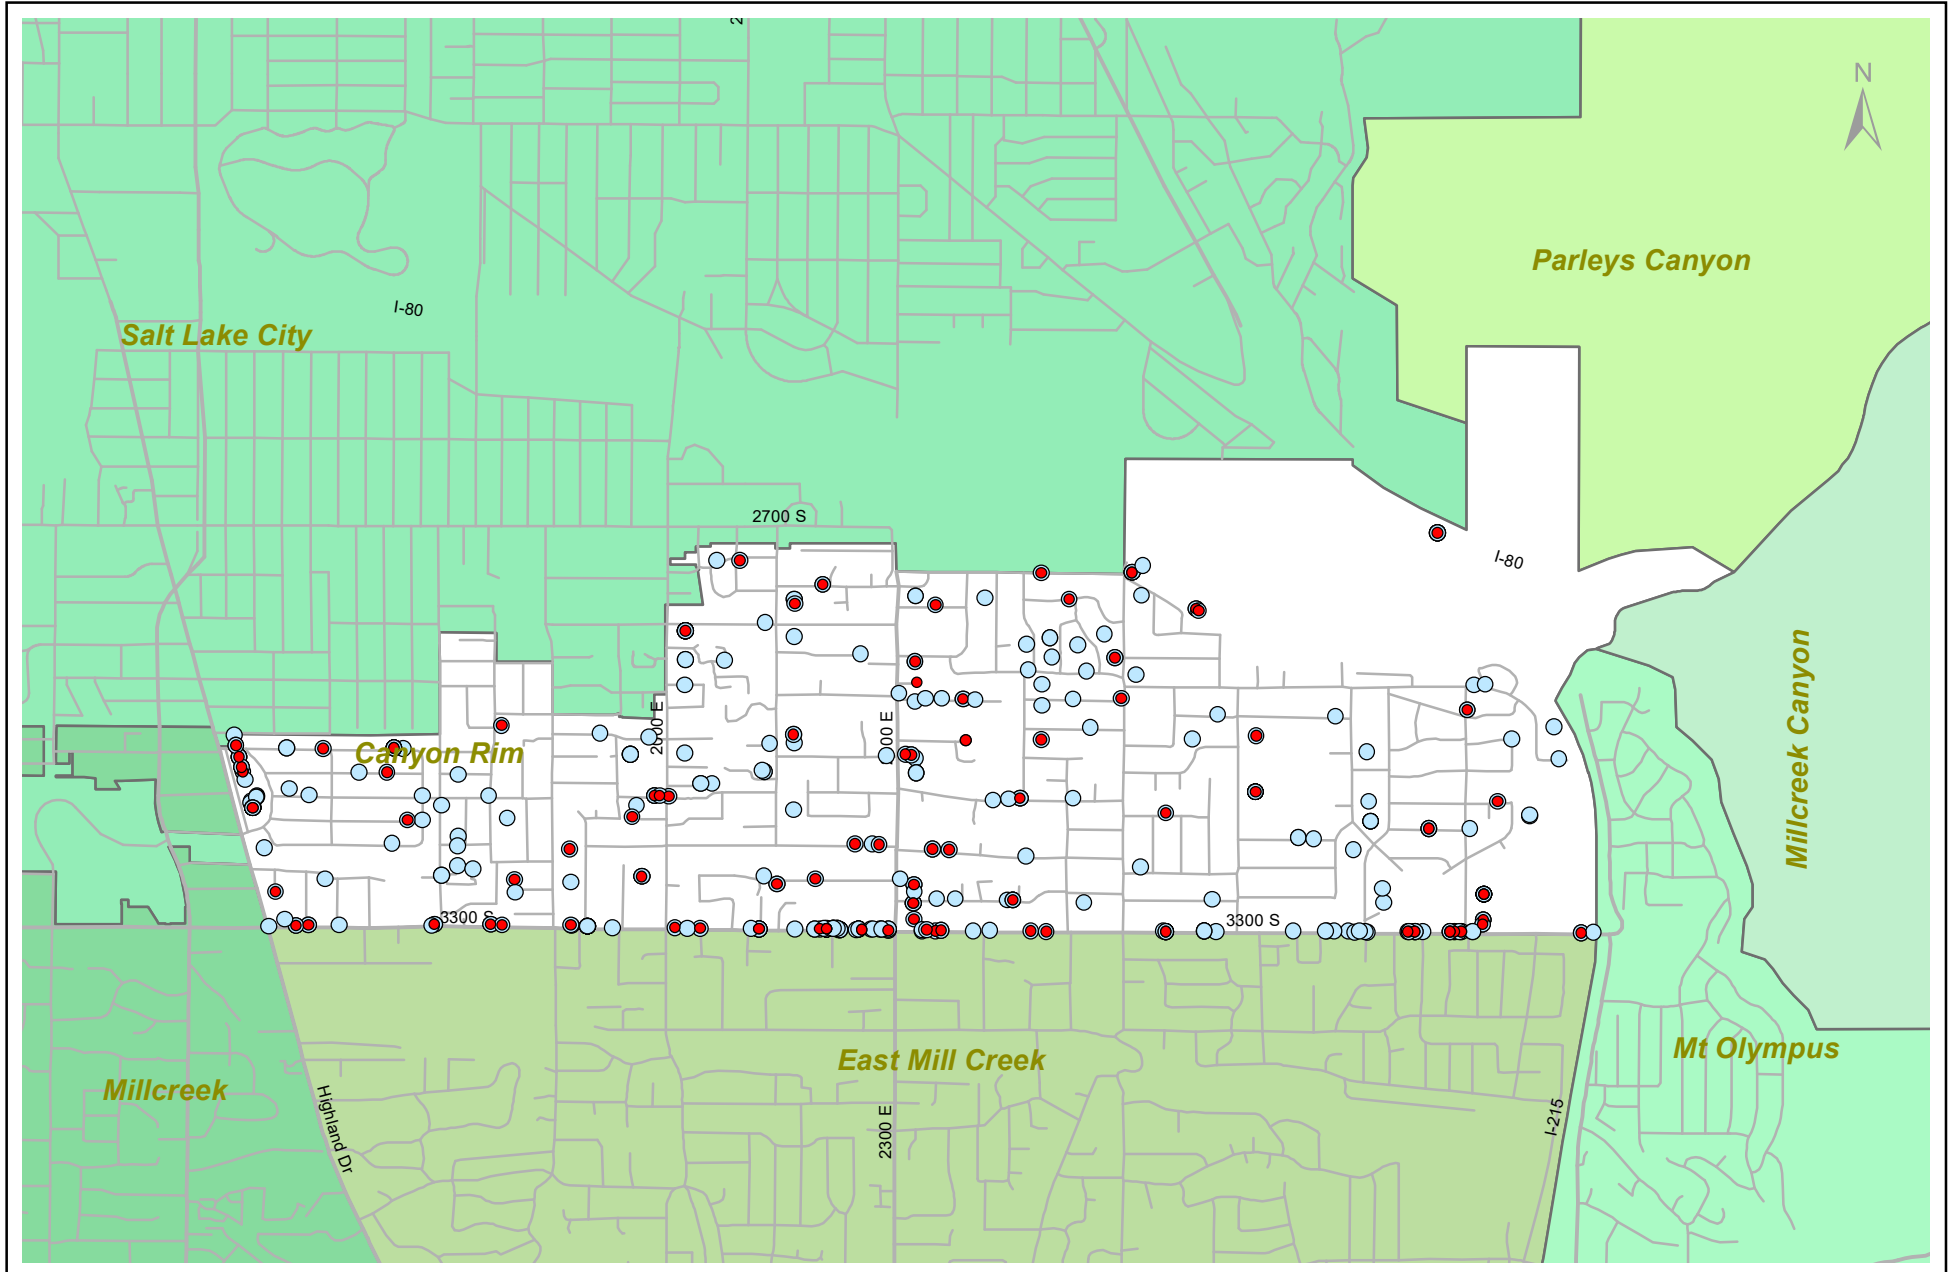 N
Parleys Canyon
I-80
Salt Lake City
2700 S
I-80
Canyon Rim
Millcreek Canyon
3300 S
3300 S
East Mill Creek
Mt Olympus
Millcreek
Highland Dr
2300 E
I-215